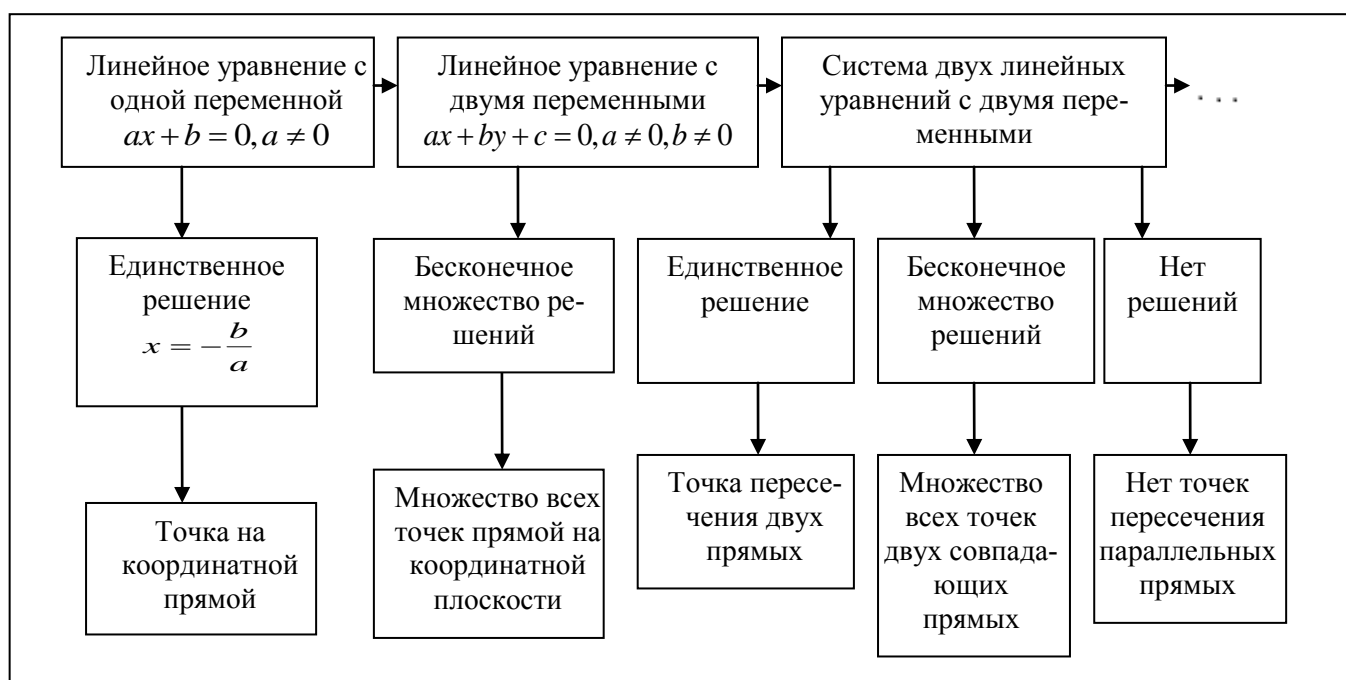 Линейное уравнение с
одной переменной
ax + b = 0, a ≠ 0
Линейное уравнение с
двумя переменными
ax + by + c = 0, a ≠ 0, b ≠ 0
Система двух линейных
уравнений с двумя пере-
менными
. . .
Единственное
решение
x = − b/a
Бесконечное
множество ре-
шений
Единственное
решение
Бесконечное
множество
решений
Нет
решений
Точка на
координатной
прямой
Множество всех
точек прямой на
координатной
плоскости
Точка пересе-
чения двух
прямых
Множество
всех точек
двух совпада-
ющих
прямых
Нет точек
пересечения
параллельных
прямых